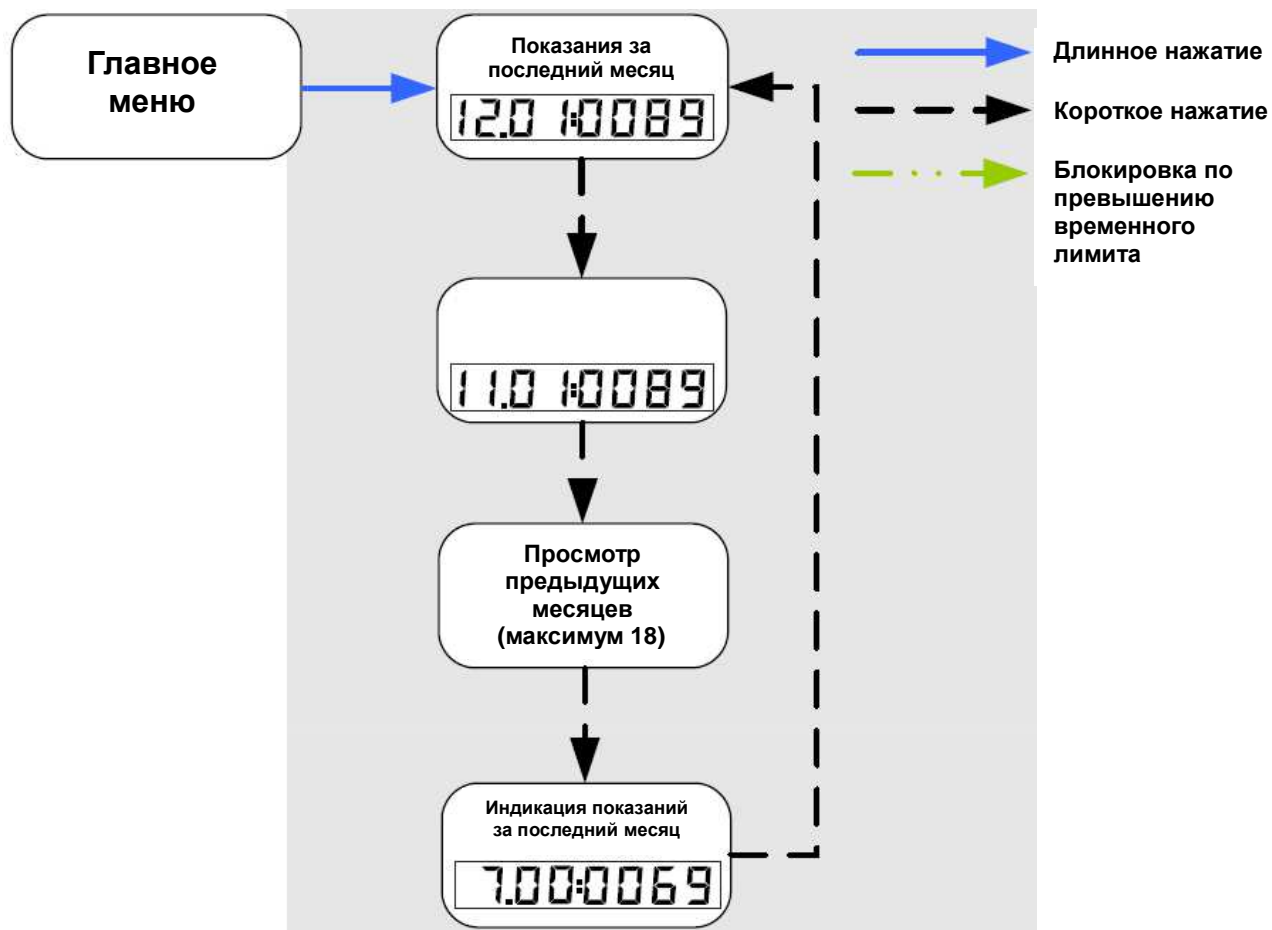 Главное
меню
Показания за
последний месяц
12.01:0089
11.01:0089
Просмотр
предыдущих
месяцев
(максимум 18)
Индикация показаний
за последний месяц
7.00:0069
Длинное нажатие
Короткое нажатие
Блокировка по
превышению
временного
лимита